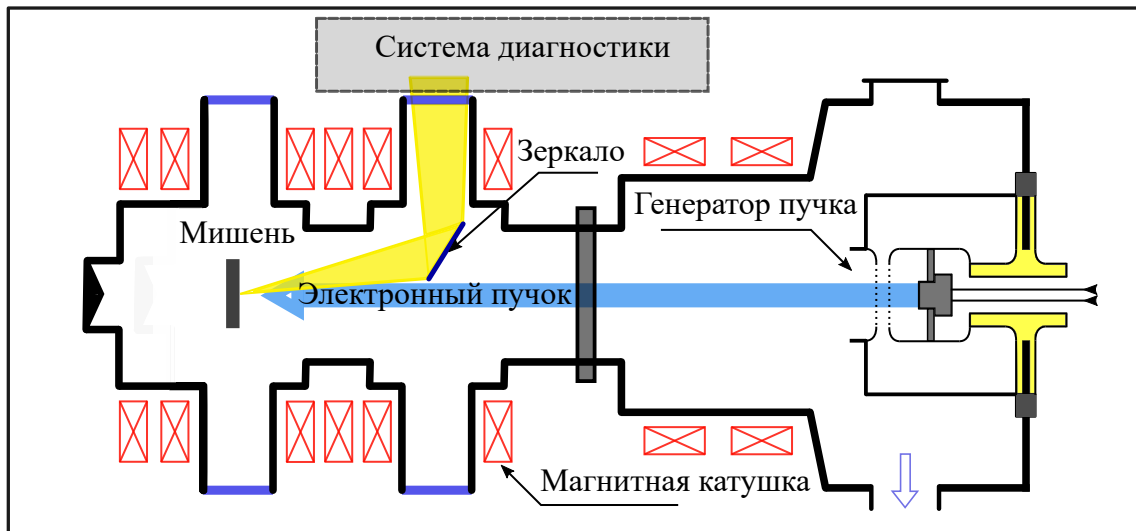 Система диагностики
Зеркало
Генератор пучка
Мишень
Электронный пучок
Магнитная катушка